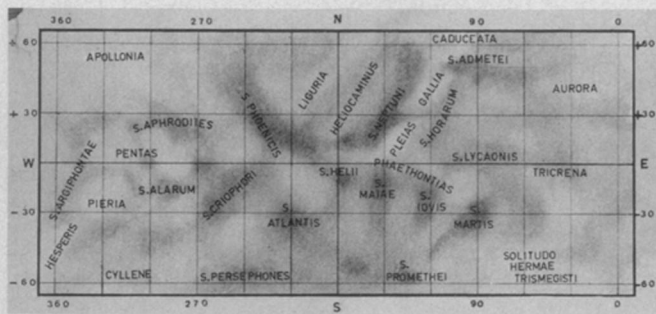 360 270 N 90 0
+60 CADUCEATA +60
APOLLONIA S.ADMETEI
LIGURIA HELIOCAMINUS GALLIA AURORA
S.PHOENICIS S.NEPTUNI S.HORARUM
+30 +30
S.APHRODITES PLEIAS
PENTAS PHAETHONTIAS S.LYCAONIS
W E
S.HELII TRICRENA
S.ARGIPHONTAE S.ALARUM S.
MAIAE
PIERIA S.CRIOPHORI S.
IOVIS
-30 S.
ATLANTIS S.
MARTIS -30
HESPERIS SOLITUDO
HERMAE
TRISMEGISTI
CYLLENE S.PERSEPHONES S.
PROMETHEI
-60 -60
360 270 S 90 0